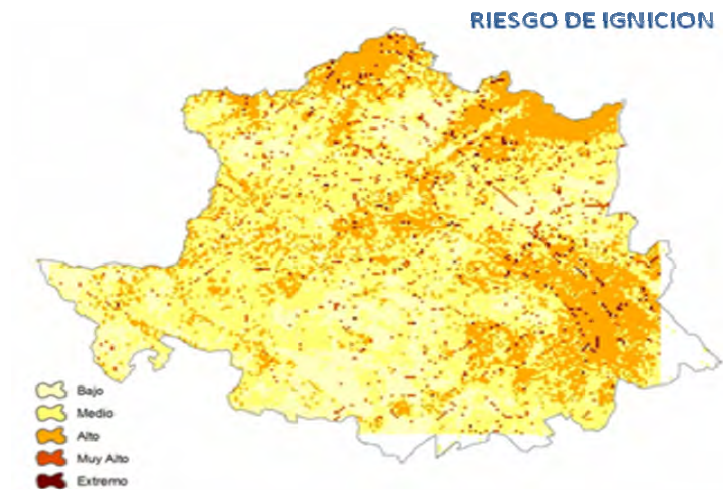 RIESGO DE IGNICION
Bajo
Medio
Alto
Muy Alto
Extremo